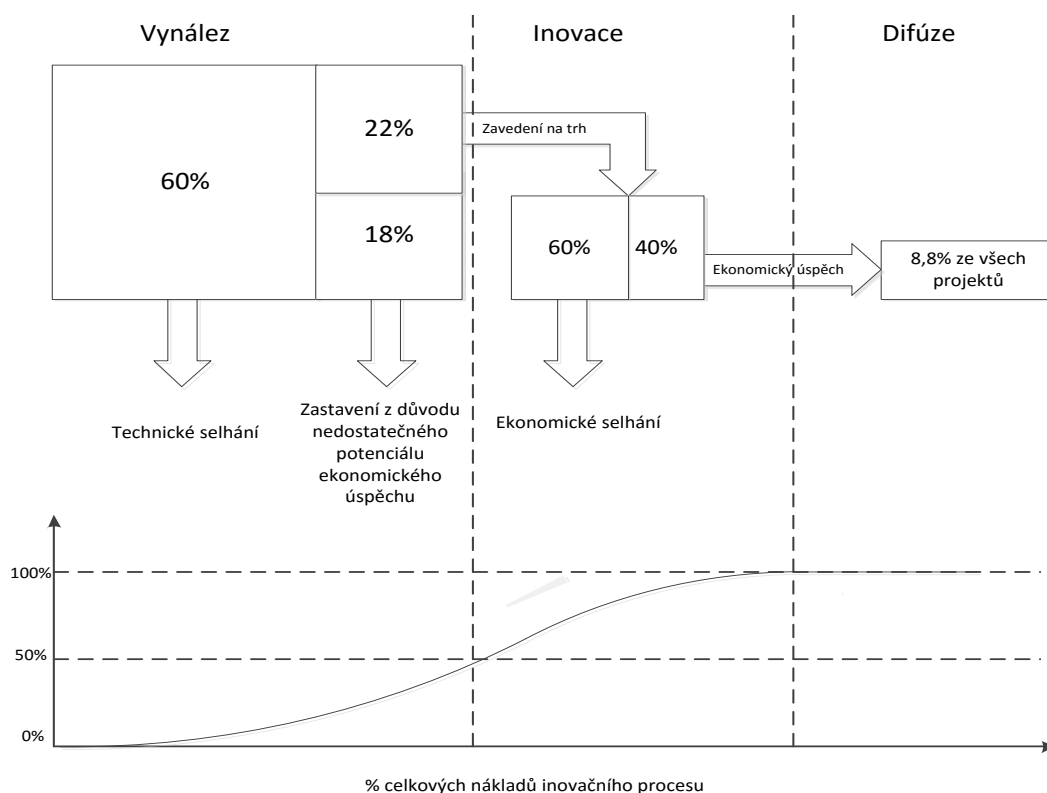 Vynález
Inovace
Difúze
22%
Zavedení na trh
60%
18%
60%
40%
Ekonomický úspěch
8,8% ze všech
projektů
Technické selhání
Zastavení z důvodu
nedostatečného
potenciálu
ekonomického
úspěchu
Ekonomické selhání
100%
50%
0%
% celkových nákladů inovačního procesu